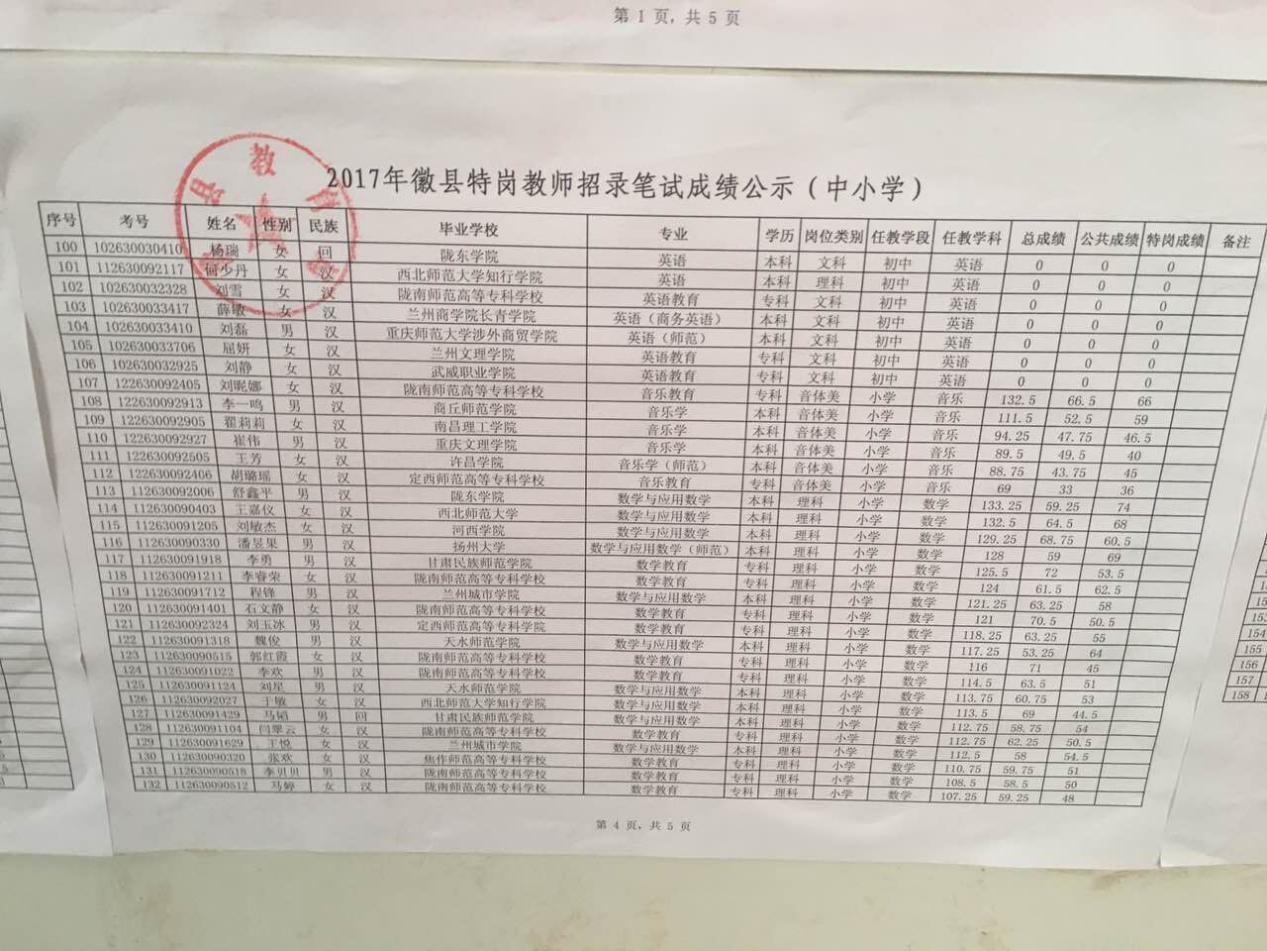 第 1 页, 共 5 页
教
县
2017年徽县特岗教师招录笔试成绩公示（中小学）
序号 考号 姓名 性别 民族 毕业学校 专业 学历 岗位类别 任教学段 任教学科 总成绩 公共成绩 特岗成绩 备注
100 102630030410 杨瑞 女 回 陇东学院 英语 本科 文科 初中 英语 0 0 0
101 112630092117 何少丹 女 汉 西北师范大学知行学院 英语 本科 理科 初中 英语 0 0 0
102 102630032328 刘雪 女 汉 陇南师范高等专科学校 英语教育 专科 文科 初中 英语 0 0 0
103 102630033417 薛敏 女 汉 兰州商学院长青学院 英语（商务英语） 本科 文科 初中 英语 0 0 0
104 102630033410 刘磊 男 汉 重庆师范大学涉外商贸学院 英语（师范） 本科 文科 初中 英语 0 0 0
105 102630033706 屈妍 女 汉 兰州文理学院 英语教育 专科 文科 初中 英语 0 0 0
106 102630032925 刘静 女 汉 武威职业学院 英语教育 专科 文科 初中 英语 0 0 0
107 122630092405 刘昵娜 女 汉 陇南师范高等专科学校 音乐教育 专科 音体美 小学 音乐 132.5 66.5 66
108 122630092913 李一鸣 男 汉 商丘师范学院 音乐学 本科 音体美 小学 音乐 111.5 52.5 59
109 122630092905 翟莉莉 女 汉 南昌理工学院 音乐学 本科 音体美 小学 音乐 94.25 47.75 46.5
110 122630092927 崔伟 男 汉 重庆文理学院 音乐学 本科 音体美 小学 音乐 89.5 49.5 40
111 122630092505 王芳 女 汉 许昌学院 音乐学（师范） 本科 音体美 小学 音乐 88.75 43.75 45
112 122630092406 胡璐瑶 女 汉 定西师范高等专科学校 音乐教育 专科 音体美 小学 音乐 69 33 36
113 112630092006 舒鑫平 男 汉 陇东学院 数学与应用数学 本科 理科 小学 数学 133.25 59.25 74
114 112630090403 王嘉仪 女 汉 西北师范大学 数学与应用数学 本科 理科 小学 数学 132.5 64.5 68
115 112630091205 刘敏杰 女 汉 河西学院 数学与应用数学 本科 理科 小学 数学 129.25 68.75 60.5
116 112630090330 潘昱果 男 汉 扬州大学 数学与应用数学（师范） 本科 理科 小学 数学 128 59 69
117 112630091918 李勇 男 汉 甘肃民族师范学院 数学教育 专科 理科 小学 数学 125.5 72 53.5
118 112630091211 李睿荣 女 汉 陇南师范高等专科学校 数学教育 专科 理科 小学 数学 124 61.5 62.5
119 112630091712 程锋 男 汉 兰州城市学院 数学与应用数学 本科 理科 小学 数学 121.25 63.25 58
120 112630091401 石文静 女 汉 陇南师范高等专科学校 数学教育 专科 理科 小学 数学 121 70.5 50.5
121 112630092324 刘玉冰 男 汉 定西师范高等专科学校 数学教育 专科 理科 小学 数学 118.25 63.25 55
122 112630091318 魏俊 男 汉 天水师范学院 数学与应用数学 本科 理科 小学 数学 117.25 53.25 64
123 112630090515 郭红霞 女 汉 陇南师范高等专科学校 数学教育 专科 理科 小学 数学 116 71 45
124 112630091022 李欢 男 汉 陇南师范高等专科学校 数学教育 专科 理科 小学 数学 114.5 63.5 51
125 112630091124 刘星 男 汉 天水师范学院 数学与应用数学 本科 理科 小学 数学 113.75 60.75 53
126 112630092027 于敏 女 汉 西北师范大学知行学院 数学与应用数学 本科 理科 小学 数学 113.5 69 44.5
127 112630091429 马韬 男 回 甘肃民族师范学院 数学与应用数学 本科 理科 小学 数学 112.75 58.75 54
128 112630091104 闫翠云 女 汉 陇南师范高等专科学校 数学教育 专科 理科 小学 数学 112.75 62.25 50.5
129 112630091629 王悦 女 汉 兰州城市学院 数学与应用数学 本科 理科 小学 数学 112.5 58 54.5
130 112630090320 张欢 女 汉 焦作师范高等专科学校 数学教育 专科 理科 小学 数学 110.75 59.75 51
131 112630090518 李贝贝 男 汉 陇南师范高等专科学校 数学教育 专科 理科 小学 数学 108.5 58.5 50
132 112630090512 马婷 女 汉 陇南师范高等专科学校 数学教育 专科 理科 小学 数学 107.25 59.25 48
第 4 页, 共 5 页
154
155
156
157
158